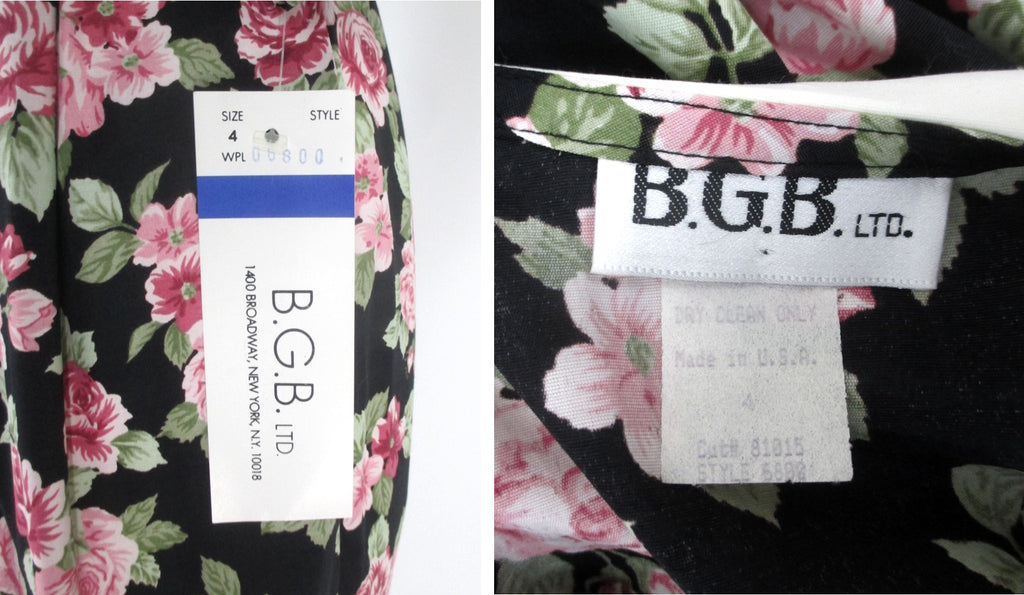 SIZE STYLE
4
WPL 06800
B.G.B. LTD.
1400 BROADWAY, NEW YORK, N.Y. 10018
B.G.B. LTD.
DRY CLEAN ONLY
Made in U.S.A.
4
Cut# 81015
STYLE 6800